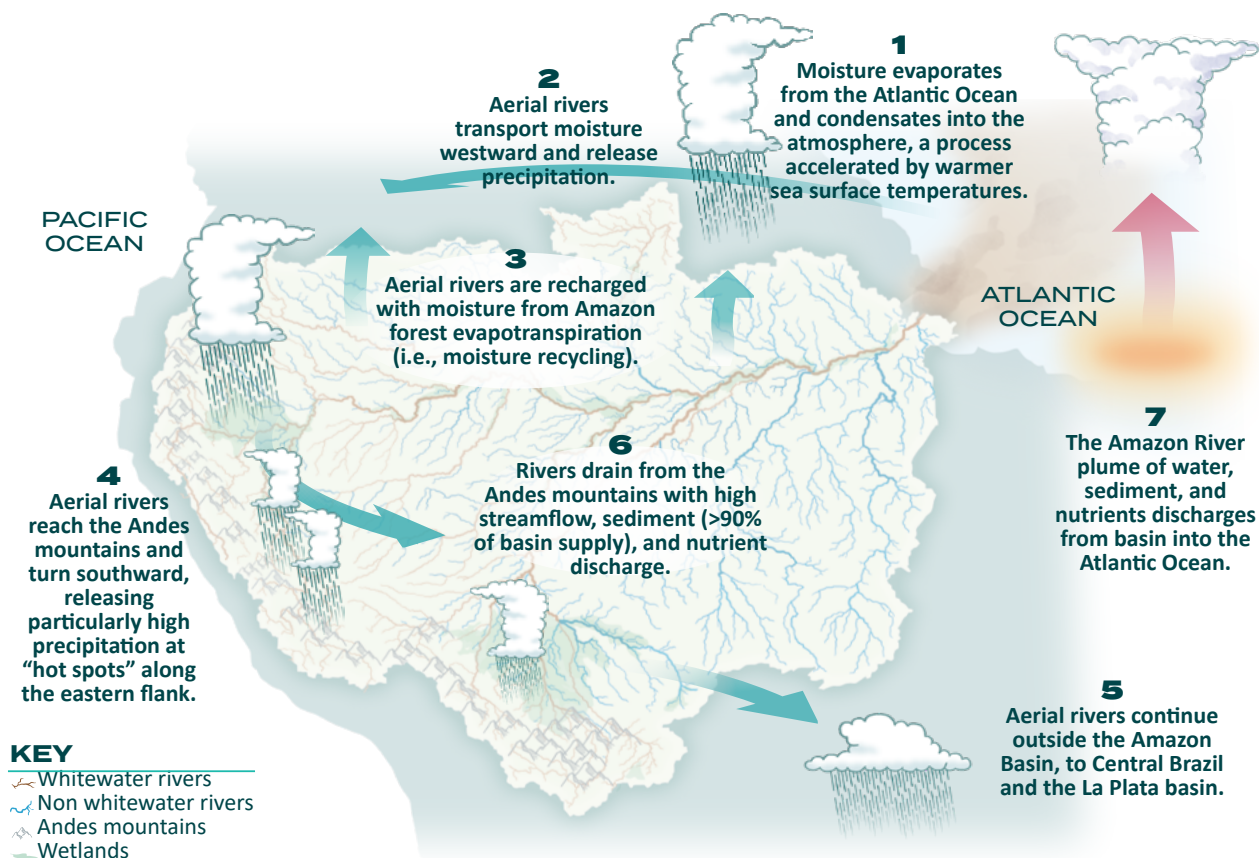 1
Moisture evaporates
from the Atlantic Ocean
and condensates into the
atmosphere, a process
accelerated by warmer
sea surface temperatures.
2
Aerial rivers
transport moisture
westward and release
precipitation.
PACIFIC
OCEAN
3
Aerial rivers are recharged
with moisture from Amazon
forest evapotranspiration
(i.e., moisture recycling).
ATLANTIC
OCEAN
4
Aerial rivers
reach the Andes
mountains and
turn southward,
releasing
particularly high
precipitation at
“hot spots” along
the eastern flank.
6
Rivers drain from the
Andes mountains with high
streamflow, sediment (>90%
of basin supply), and nutrient
discharge.
7
The Amazon River
plume of water,
sediment, and
nutrients discharges
from basin into the
Atlantic Ocean.
5
Aerial rivers continue
outside the Amazon
Basin, to Central Brazil
and the La Plata basin.
KEY
Whitewater rivers
Non whitewater rivers
Andes mountains
Wetlands